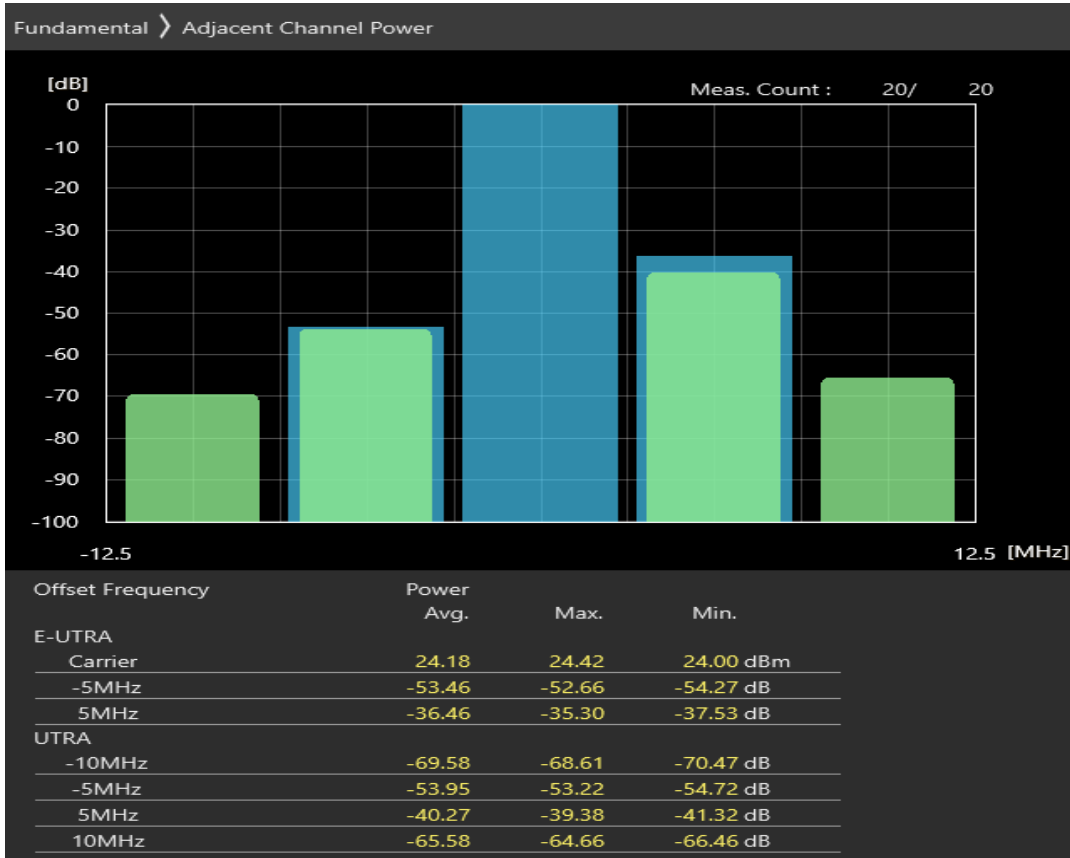 Fundamental 〉 Adjacent Channel Power
[dB]
Meas. Count : 20/ 20
0
-10
-20
-30
-40
-50
-60
-70
-80
-90
-100
-12.5 12.5 [MHz]
Offset Frequency Power
Avg. Max. Min.
E-UTRA
Carrier 24.18 24.42 24.00 dBm
-5MHz -53.46 -52.66 -54.27 dB
5MHz -36.46 -35.30 -37.53 dB
UTRA
-10MHz -69.58 -68.61 -70.47 dB
-5MHz -53.95 -53.22 -54.72 dB
5MHz -40.27 -39.38 -41.32 dB
10MHz -65.58 -64.66 -66.46 dB